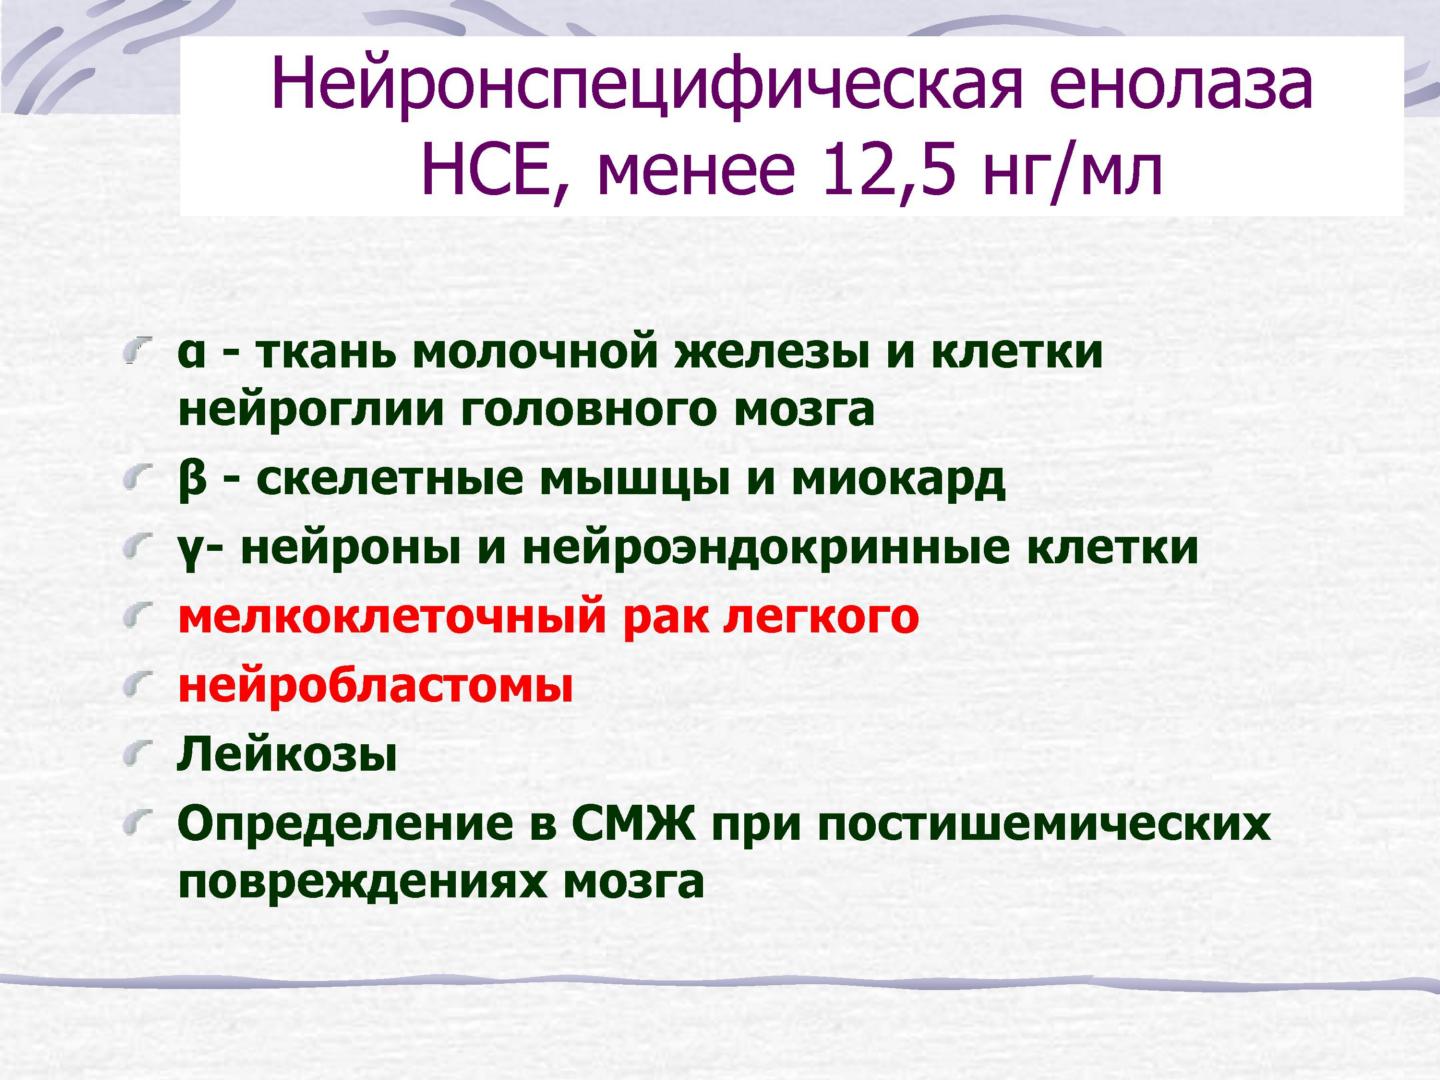 Нейронспецифическая енолаза
НСЕ, менее 12,5 нг/мл
α - ткань молочной железы и клетки
нейроглии головного мозга
β - скелетные мышцы и миокард
γ- нейроны и нейроэндокринные клетки
мелкоклеточный рак легкого
нейробластомы
Лейкозы
Определение в СМЖ при постишемических
повреждениях мозга